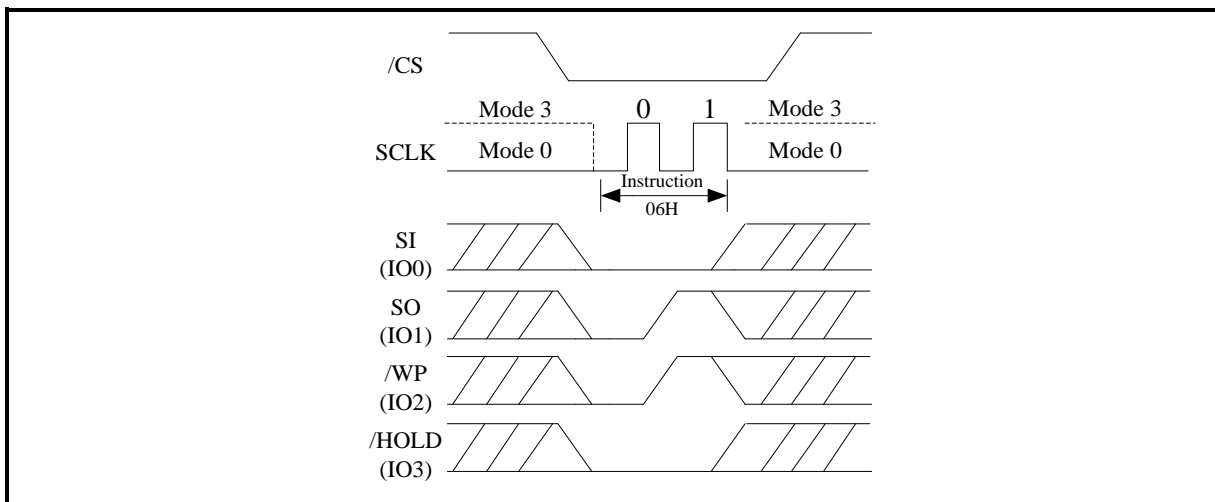 /CS
Mode 3 0 1 Mode 3
SCLK Mode 0 Mode 0
Instruction
06H
SI
(IO0)
SO
(IO1)
/WP
(IO2)
/HOLD
(IO3)